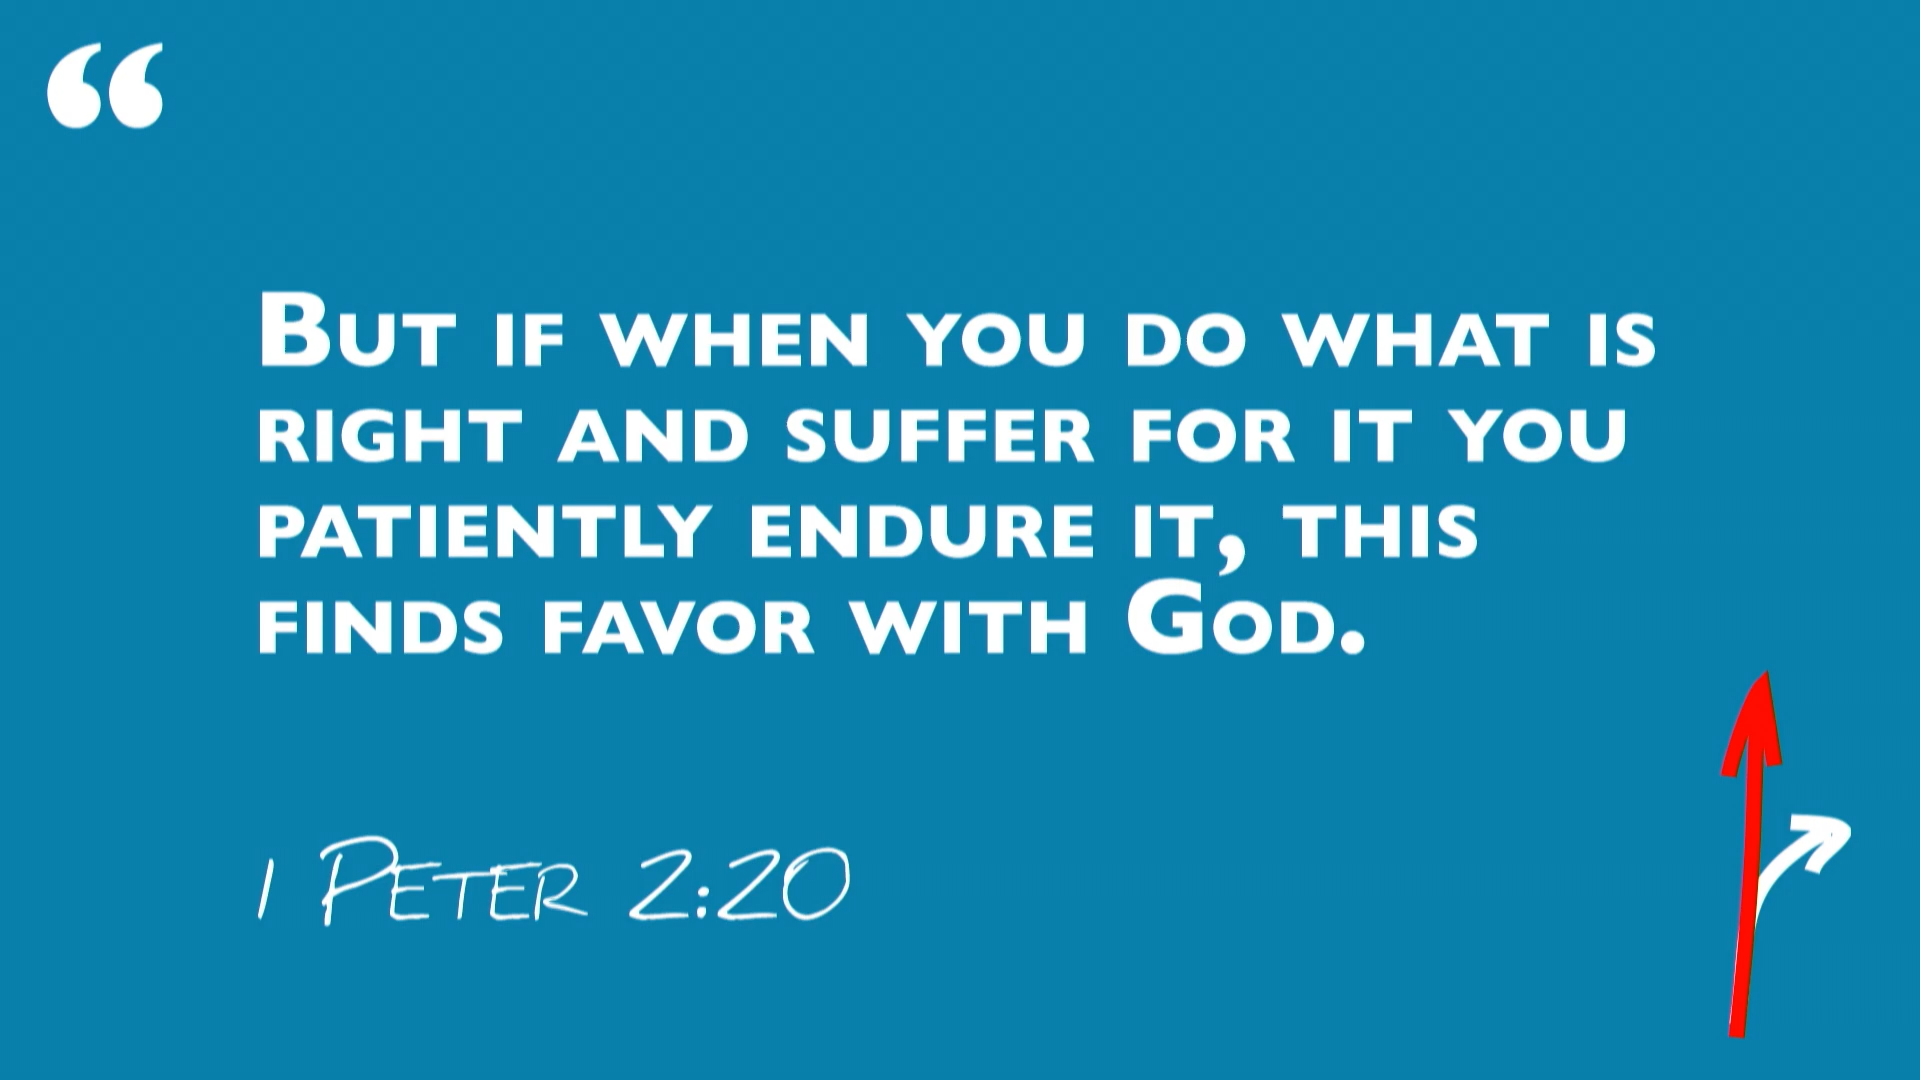 “
But if when you do what is
right and suffer for it you
patiently endure it, this
finds favor with God.
1 Peter 2:20